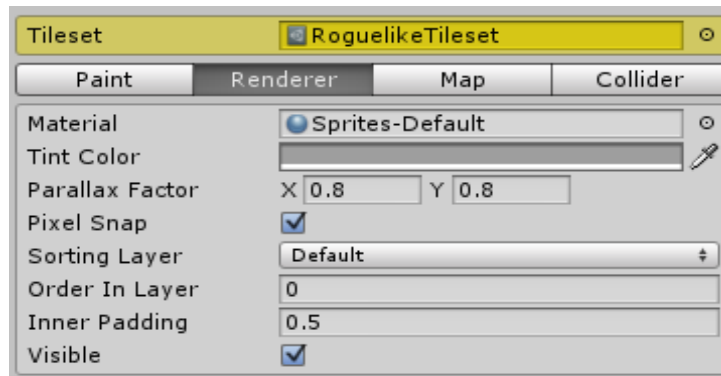 Tileset RoguelikeTileset
Paint Renderer Map Collider
Material Sprites-Default
Tint Color
Parallax Factor X 0.8 Y 0.8
Pixel Snap
Sorting Layer Default
Order In Layer 0
Inner Padding 0.5
Visible